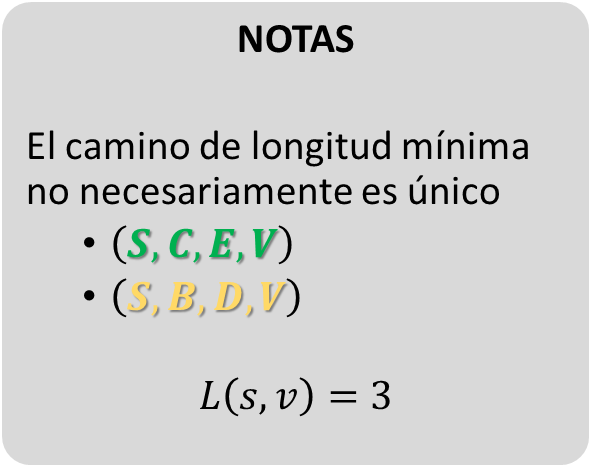 NOTAS
El camino de longitud mínima
no necesariamente es único
• (S, C, E, V)
• (S, B, D, V)
L(s, v) = 3